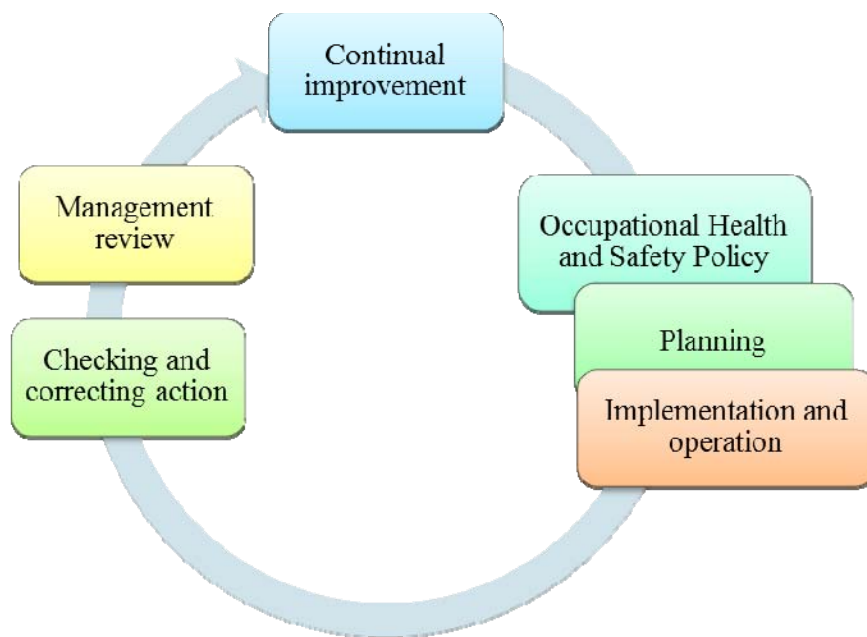 Continual
improvement
Occupational Health
and Safety Policy
Planning
Implementation and
operation
Checking and
correcting action
Management
review